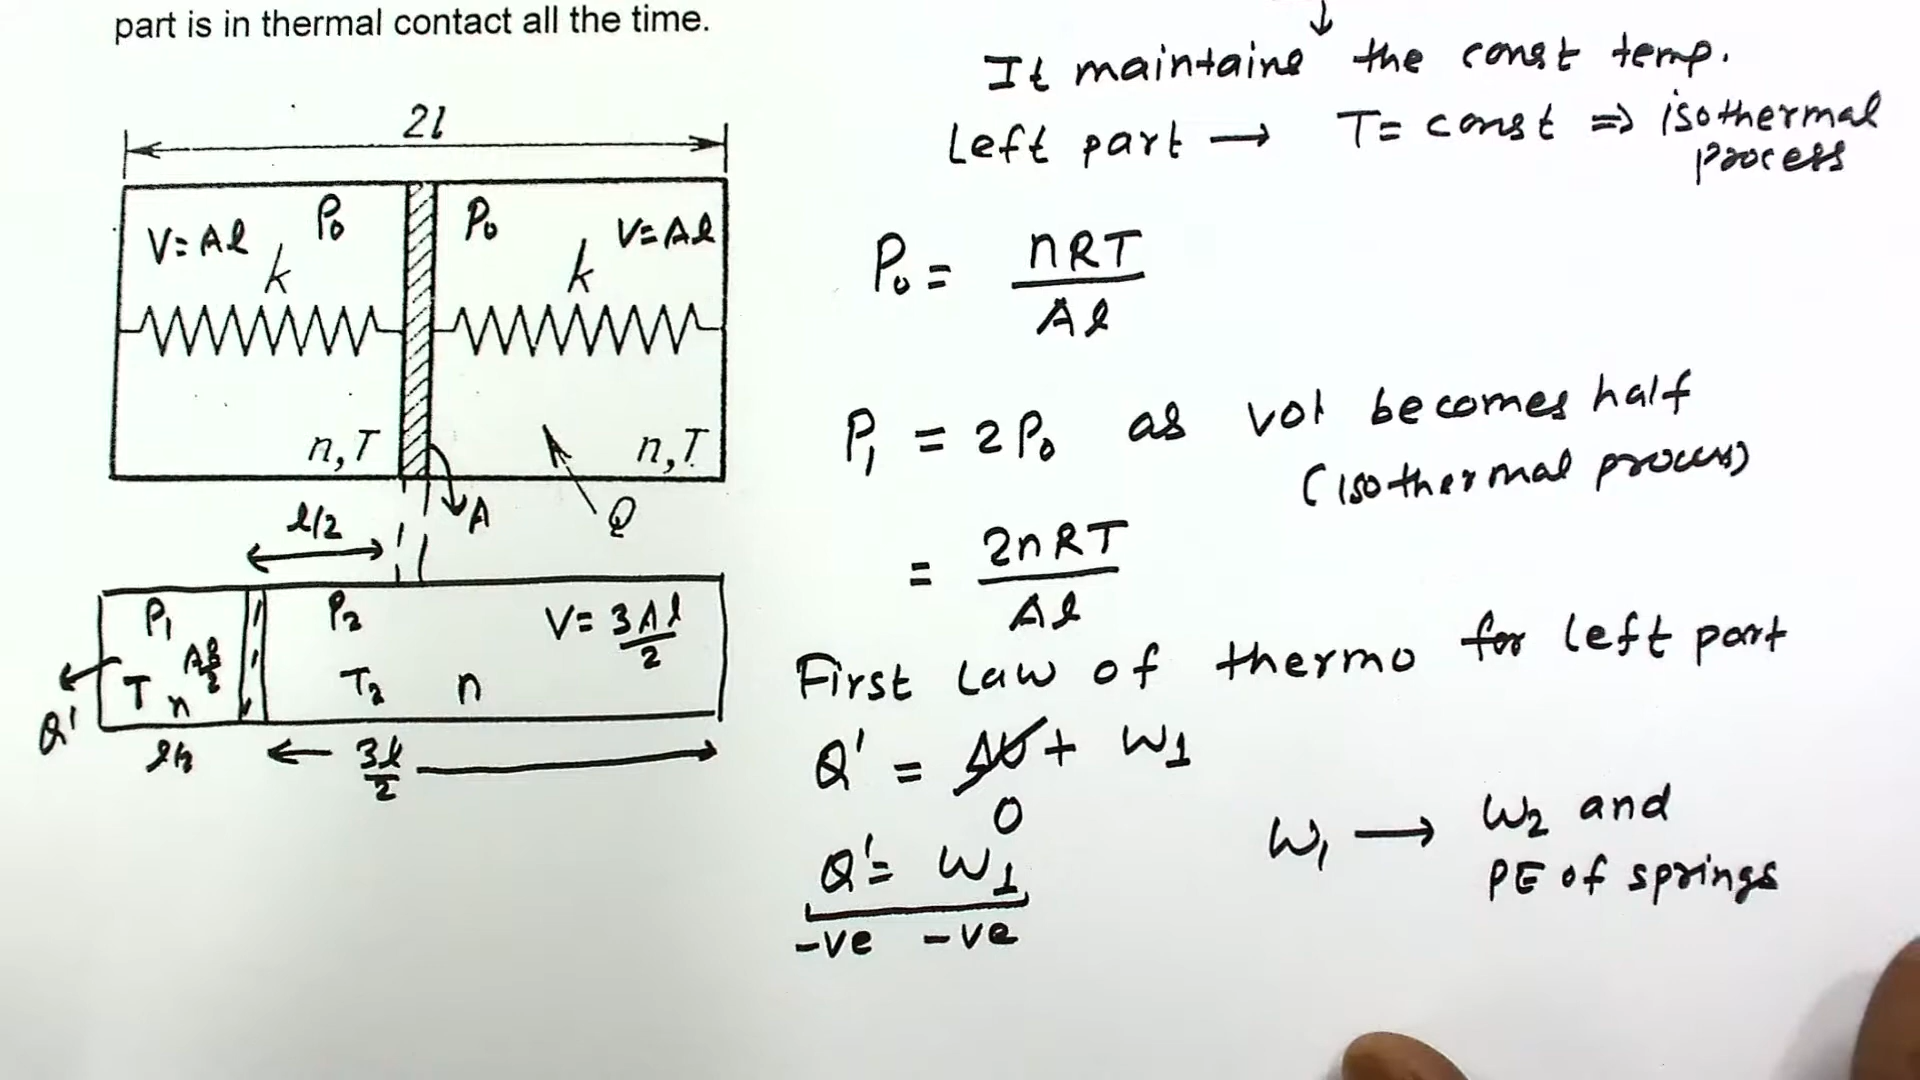 part is in thermal contact all the time.
It maintains the const temp.
Left part → T = const ⇒ isothermal
process
2l
V = Al P₀ P₀ V = Al
k k
n, T n, T
A
Q
l/2
P₀ = nRT / Al
P₁ = 2P₀ as vol becomes half
(isothermal process)
= 2nRT / Al
P₁ P₂ V = 3Al/2
T n Al/2 T₂ n
Q'
3l/2
First Law of thermo for left part
Q' = ΔU + W₁
0
Q' = W₁
-ve -ve
W₁ → W₂ and
PE of springs